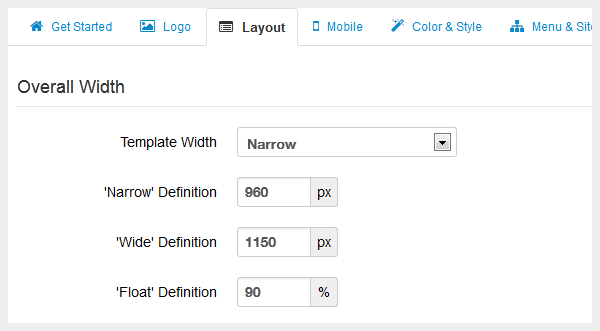 Get Started Logo Layout Mobile Color & Style Menu & Sit
Overall Width
Template Width Narrow
'Narrow' Definition 960 px
'Wide' Definition 1150 px
'Float' Definition 90 %